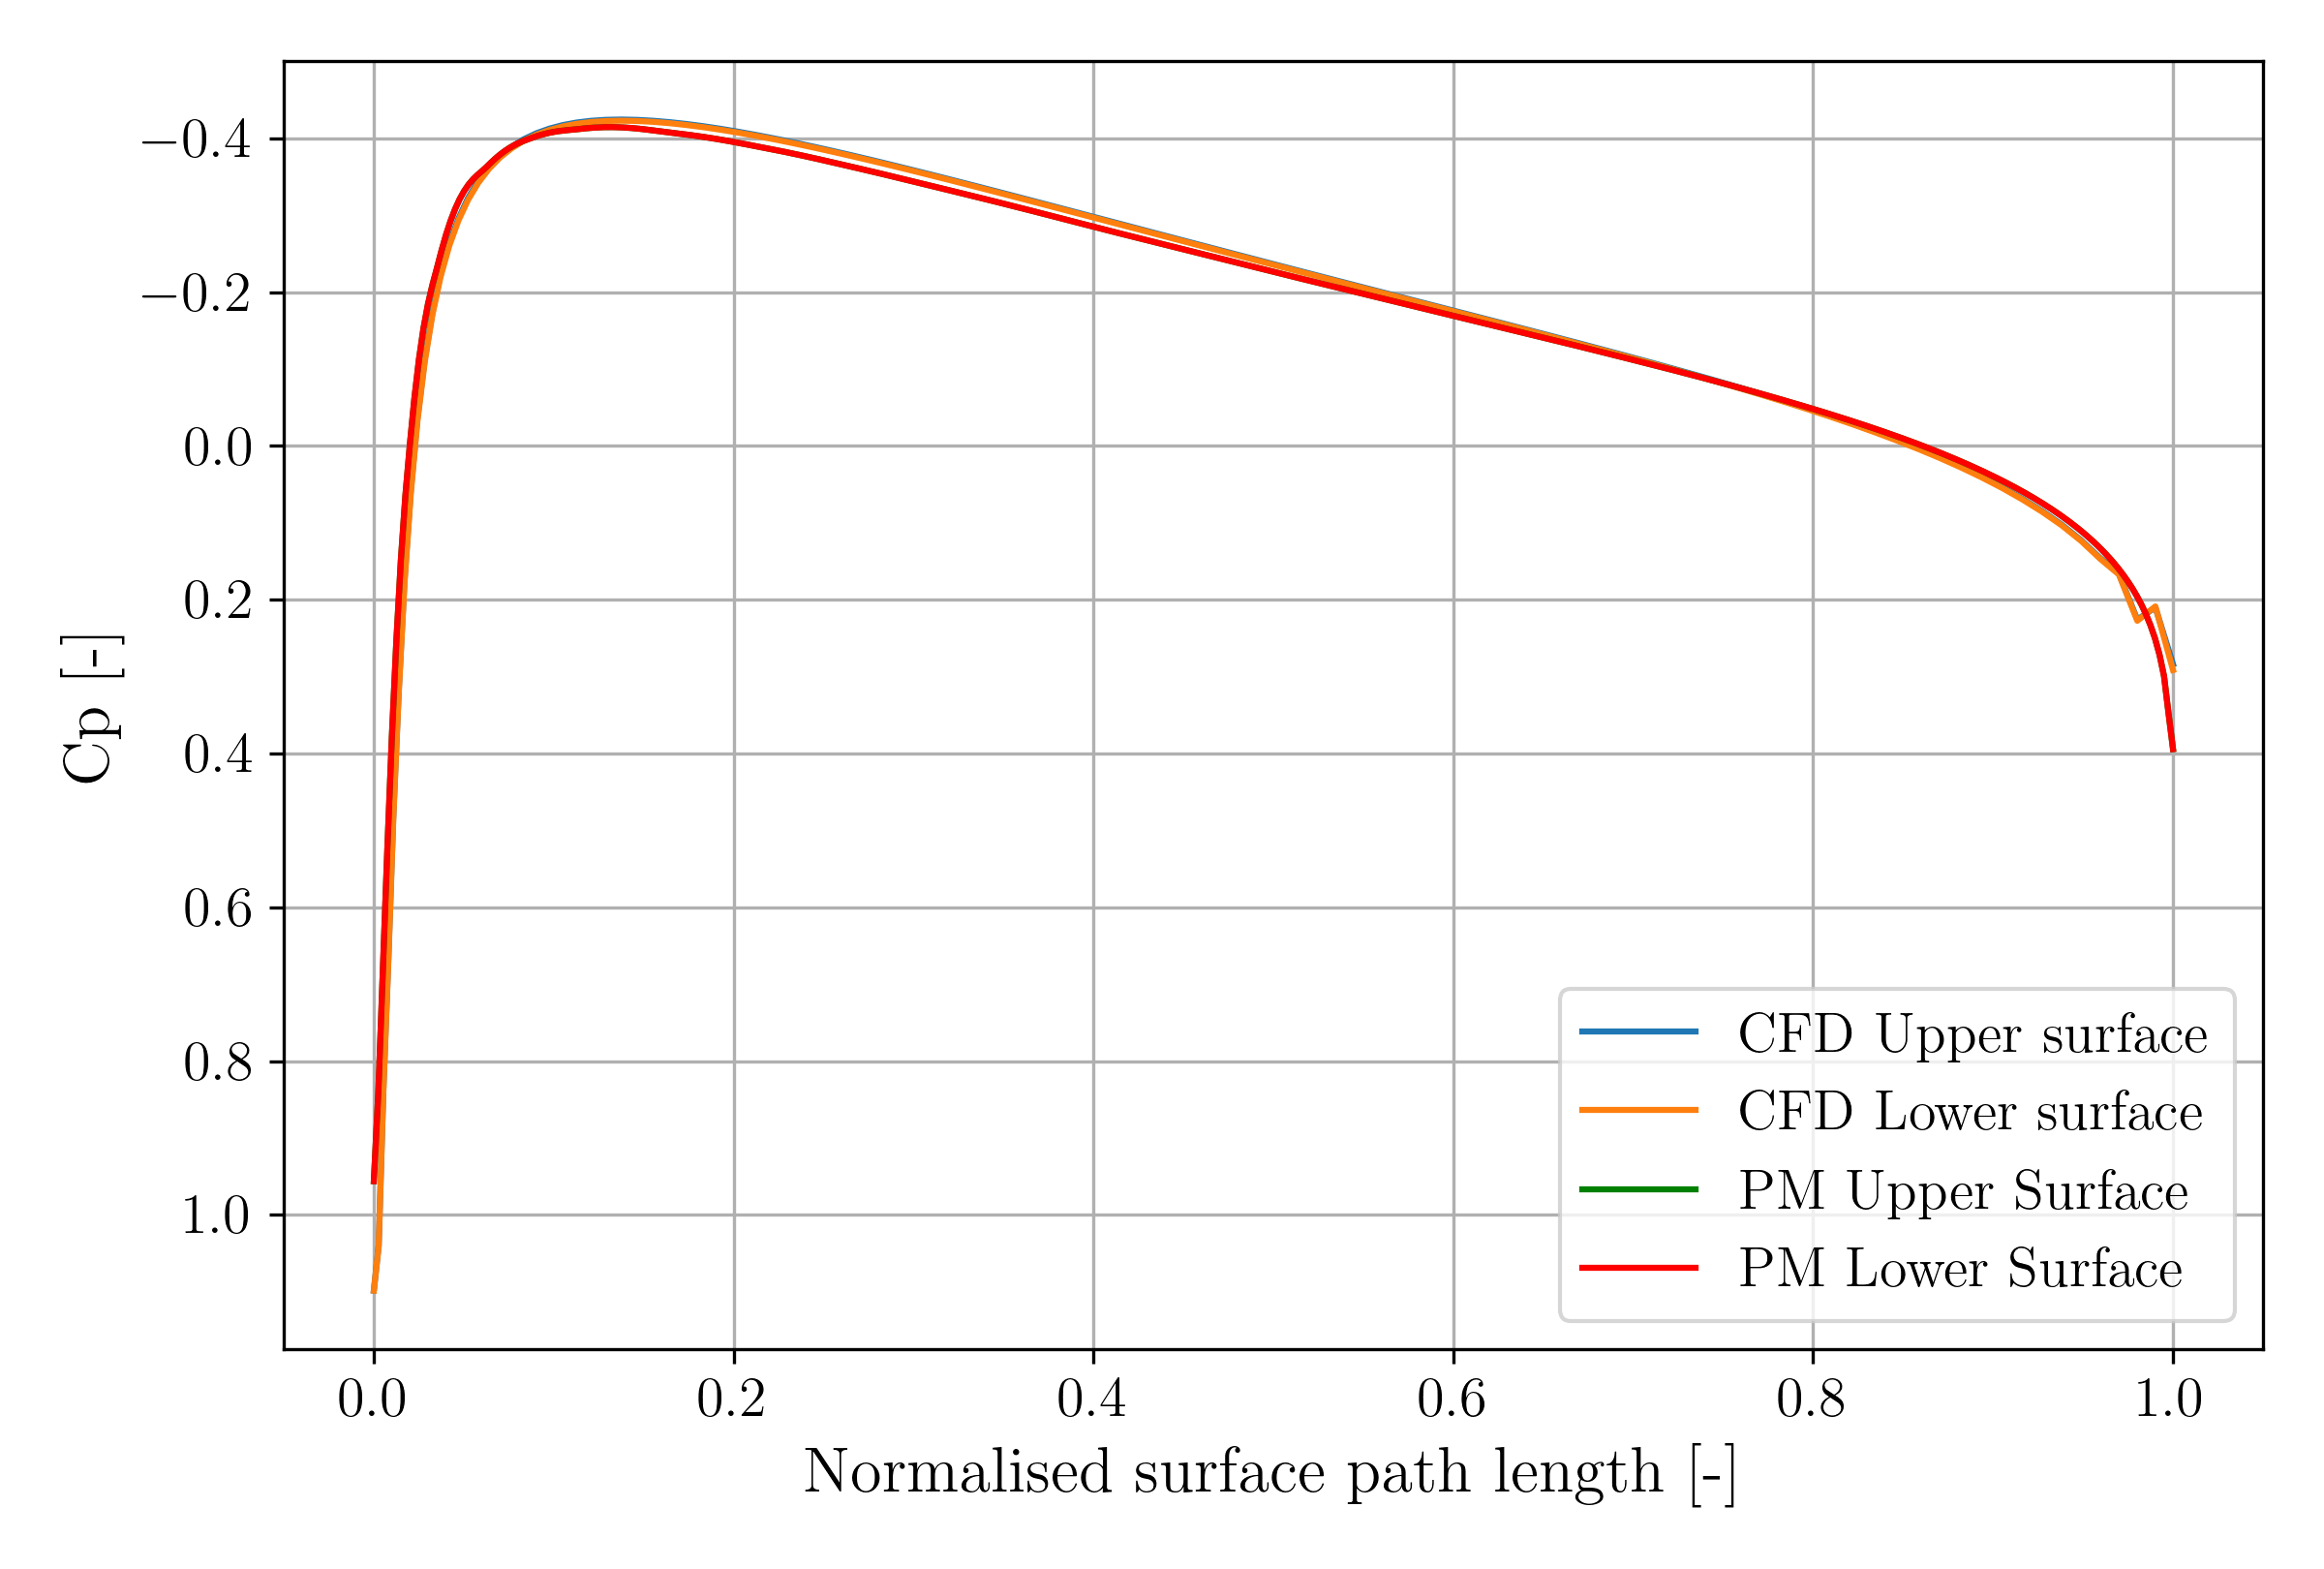 −0.4
−0.2
0.0
0.2
0.4
0.6
0.8
1.0
Cp [-]
CFD Upper surface
CFD Lower surface
PM Upper Surface
PM Lower Surface
0.0 0.2 0.4 0.6 0.8 1.0
Normalised surface path length [-]